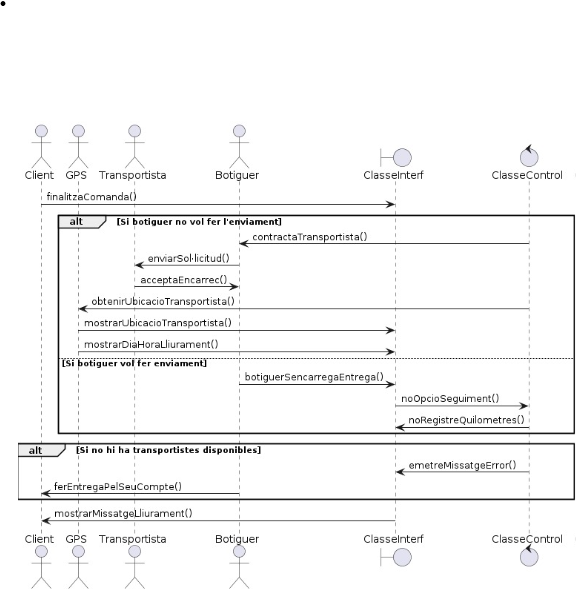 Client GPS Transportista Botiguer ClasseInterf ClasseControl
finalitzaComanda()
alt [Si botiguer no vol fer l'enviament]
contractaTransportista()
enviarSol·licitud()
acceptaEncarrec()
obtenirUbicacioTransportista()
mostrarUbicacioTransportista()
mostrarDiaHoraLliurament()
[Si botiguer vol fer enviament]
botiguerSencarregaEntrega()
noOpcioSeguiment()
noRegistreQuilometres()
alt [Si no hi ha transportistes disponibles]
emetreMissatgeError()
ferEntregaPelSeuCompte()
mostrarMissatgeLliurament()
Client GPS Transportista Botiguer ClasseInterf ClasseControl